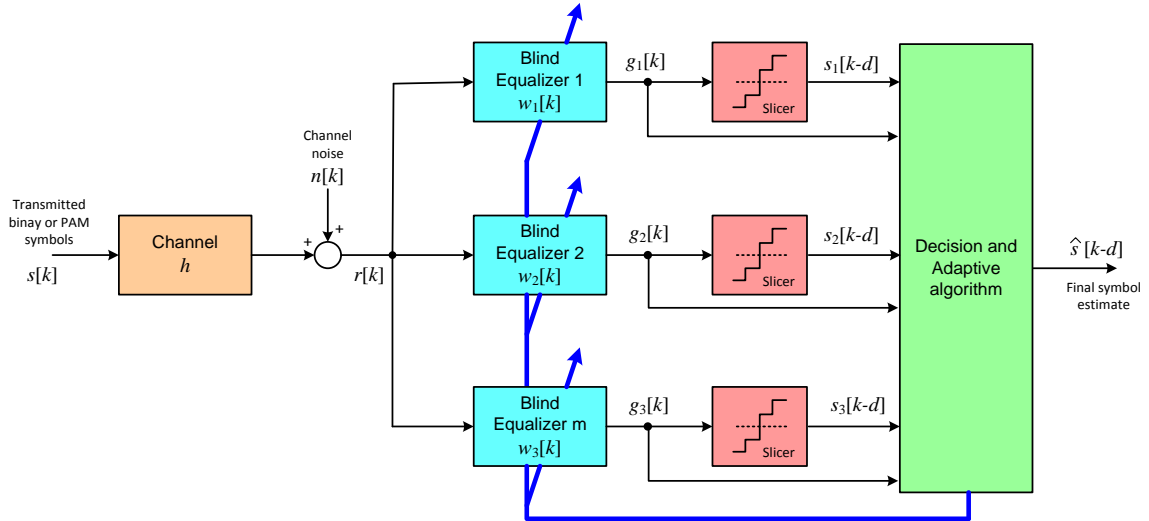 Transmitted
binay or PAM
symbols
s[k]
Channel
h
Channel
noise
n[k]
+
+
r[k]
Blind
Equalizer 1
w1[k]
g1[k]
Slicer
s1[k-d]
Blind
Equalizer 2
w2[k]
g2[k]
Slicer
s2[k-d]
Blind
Equalizer m
w3[k]
g3[k]
Slicer
s3[k-d]
Decision and
Adaptive
algorithm
ŝ [k-d]
Final symbol
estimate